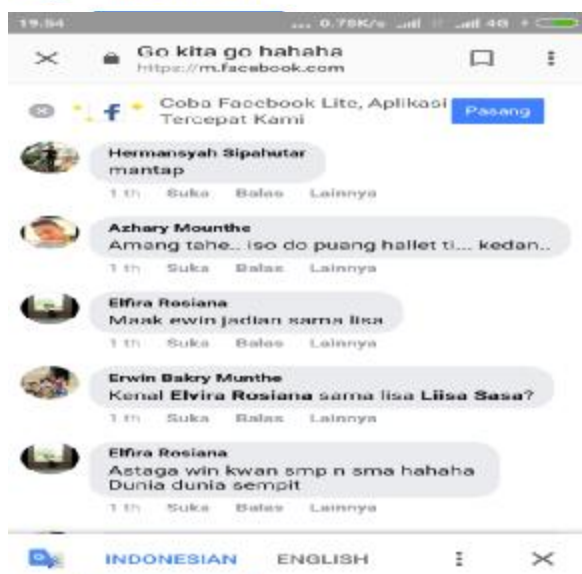 19.54 ... 0.78K/s 4G
Go kita go hahaha
https://m.facebook.com
Coba Facebook Lite, Aplikasi
Tercepat Kami
Pasang
Hermansyah Sipahutar
mantap
1 th Suka Balas Lainnya
Azhary Mounthe
Amang tahe.. iso do puang hallet ti... kedan..
1 th Suka Balas Lainnya
Elfira Rosiana
Maak ewin jadian sama lisa
1 th Suka Balas Lainnya
Erwin Bakry Munthe
Kenal Elvira Rosiana sama lisa Liisa Sasa?
1 th Suka Balas Lainnya
Elfira Rosiana
Astaga win kwan smp n sma hahaha
Dunia dunia sempit
1 th Suka Balas Lainnya
INDONESIAN ENGLISH